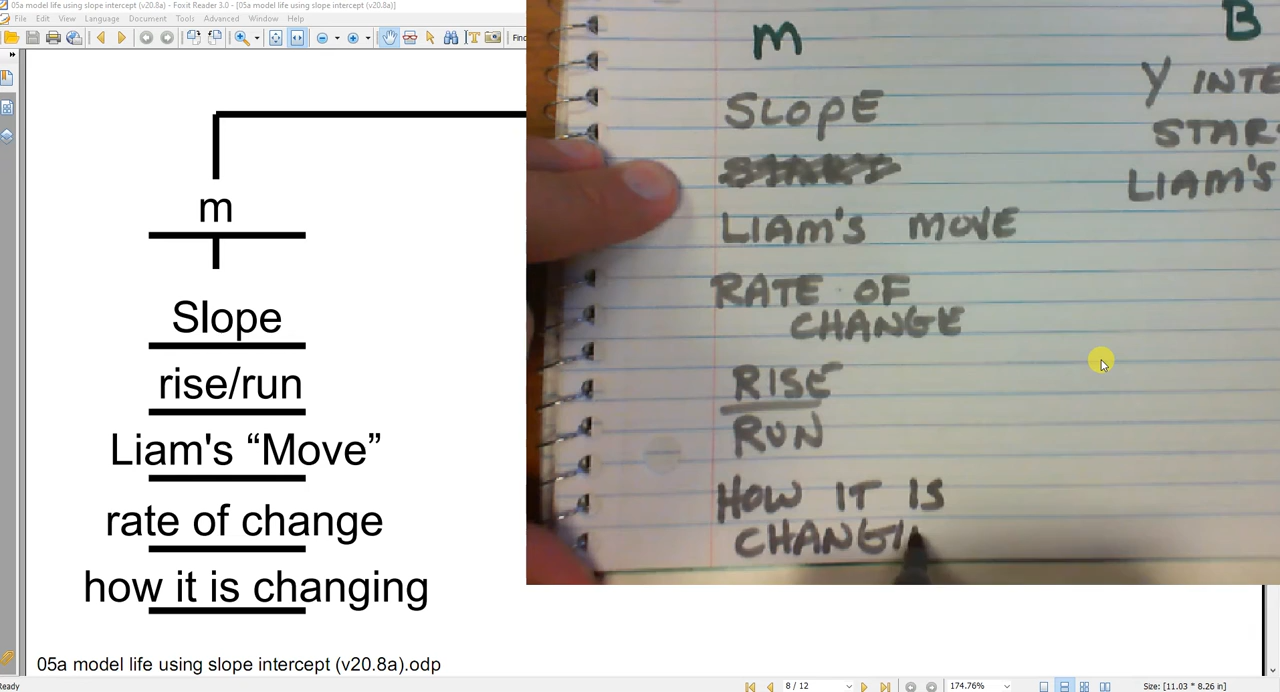 05a model life using slope intercept (v20.8a) - Foxit Reader 3.0 - [05a model life using slope intercept (v20.8a)]
File Edit View Language Document Tools Advanced Window Help
Find
m
Slope
rise/run
Liam's “Move”
rate of change
how it is changing
05a model life using slope intercept (v20.8a).odp
m
SLOPE
LIAM'S MOVE
RATE OF
CHANGE
RISE
RUN
HOW IT IS
CHANGI
B
Y INTE
STAR
LIAM'S
Ready
8 / 12
174.76%
Size: [11.03 * 8.26 in]